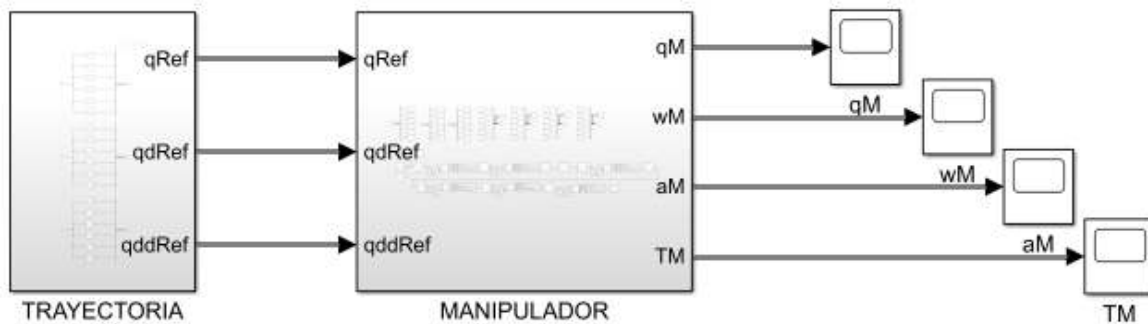 qRef
qdRef
qddRef
TRAYECTORIA
qRef
qdRef
qddRef
qM
wM
aM
TM
MANIPULADOR
qM
wM
aM
TM